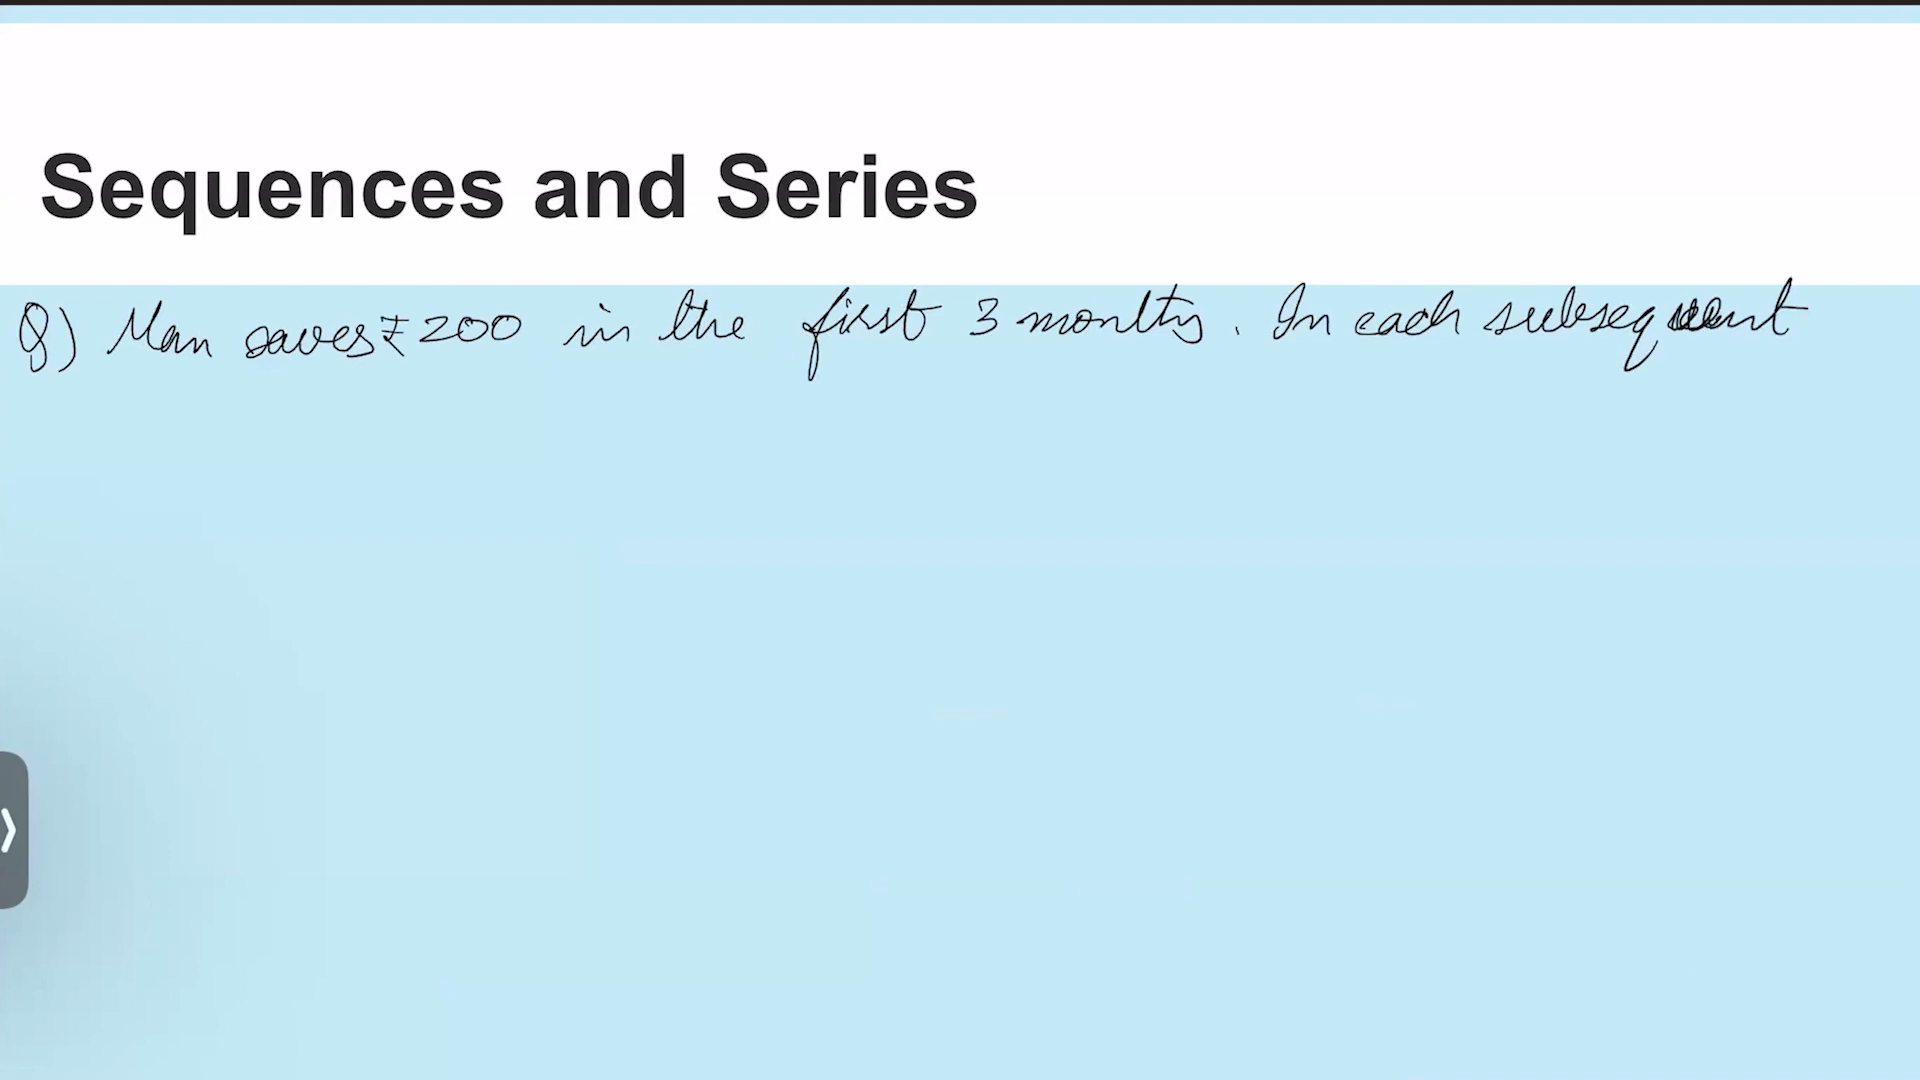 Sequences and Series
Q) Man saves ₹200 in the first 3 months. In each subsequent